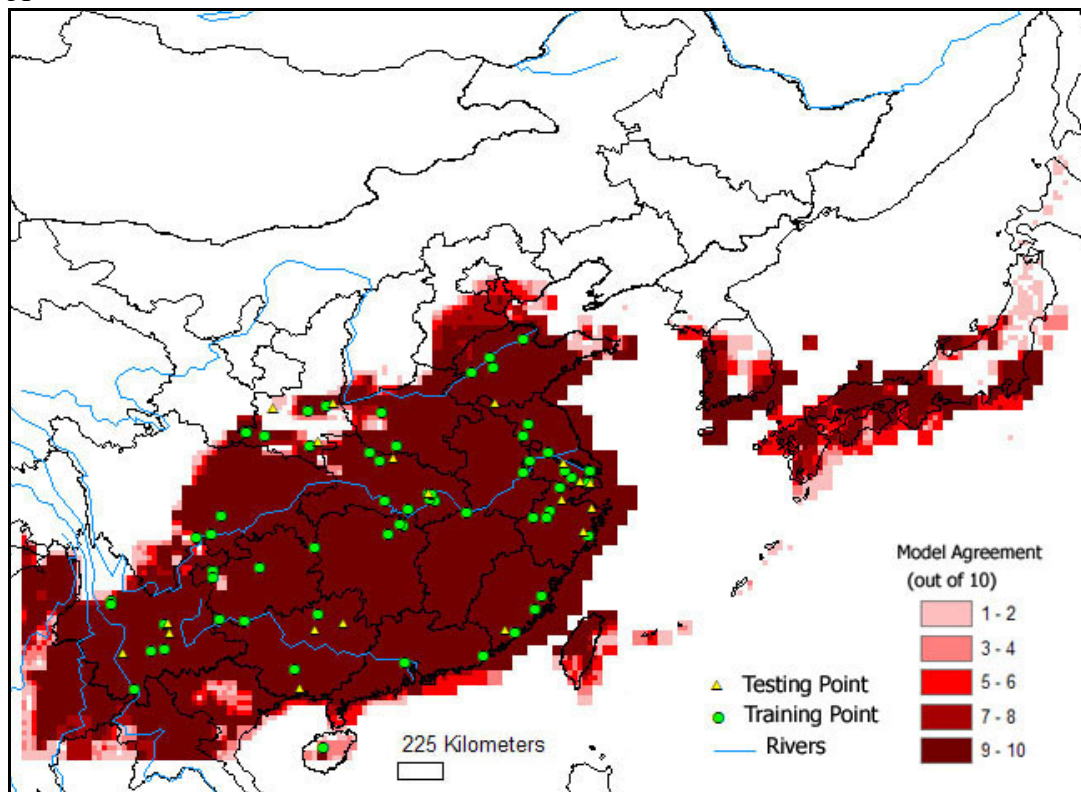 Model Agreement
(out of 10)
1 - 2
3 - 4
5 - 6
7 - 8
9 - 10
Testing Point
Training Point
Rivers
225 Kilometers